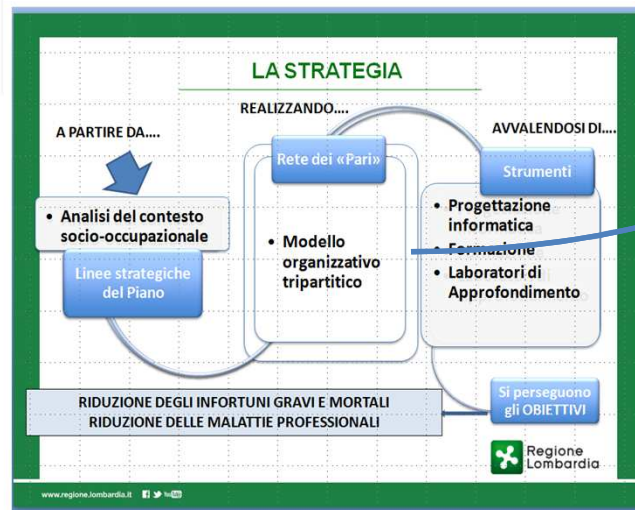 LA STRATEGIA
A PARTIRE DA....
REALIZZANDO....
AVVALENDOSI DI....
• Analisi del contesto
socio-occupazionale
Linee strategiche
del Piano
Rete dei «Pari»
• Modello
organizzativo
tripartitico
Strumenti
• Progettazione
informatica
• Formazione
• Laboratori di
Approfondimento
Si perseguono
gli OBIETTIVI
RIDUZIONE DEGLI INFORTUNI GRAVI E MORTALI
RIDUZIONE DELLE MALATTIE PROFESSIONALI
Regione
Lombardia
www.regione.lombardia.it